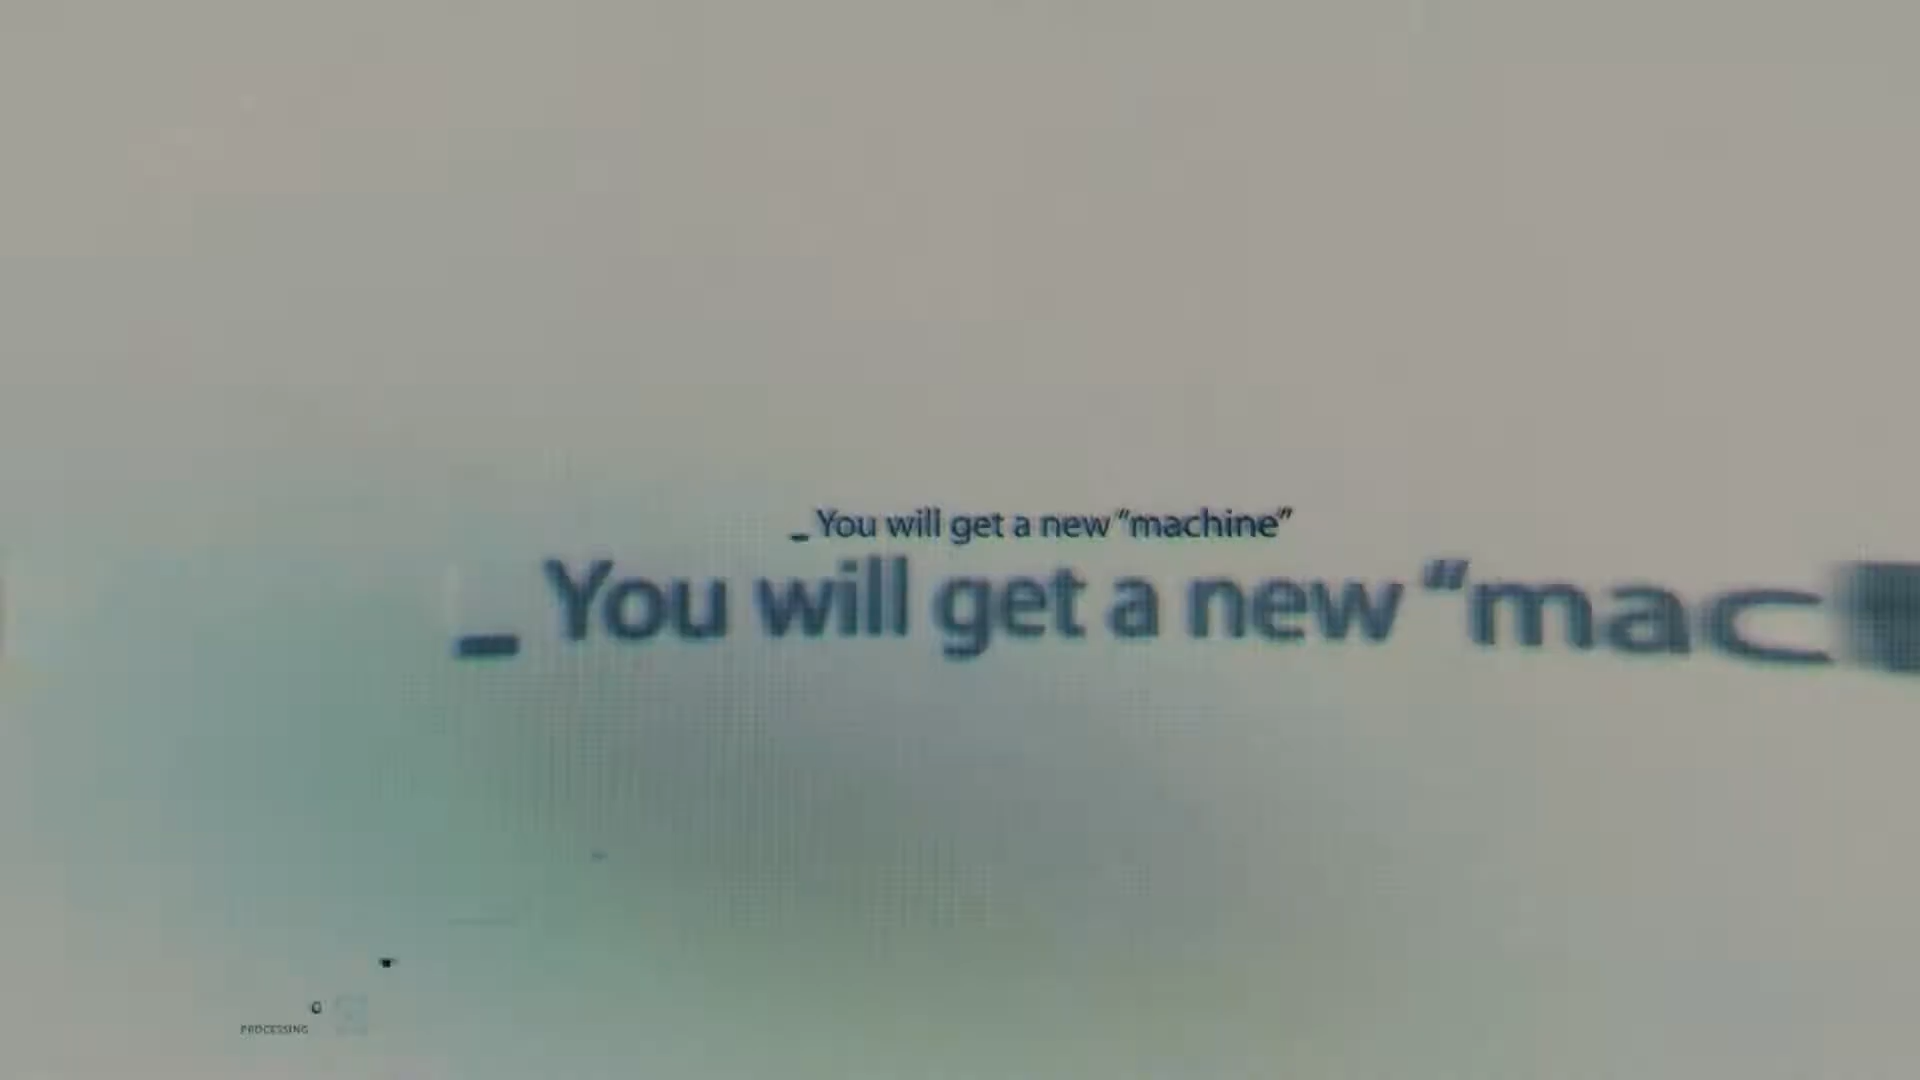 _ You will get a new “machine”
_ You will get a new “mac
PROCESSING